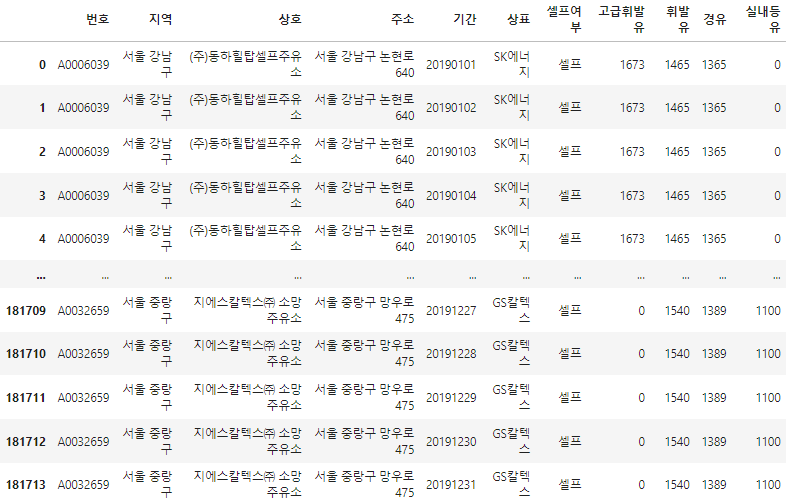 번호 지역 상호 주소 기간 상표 셀프여부 고급휘발유 휘발유 경유 실내등유
0 A0006039 서울 강남구 (주)동하힐탑셀프주유소 서울 강남구 논현로 640 20190101 SK에너지 셀프 1673 1465 1365 0
1 A0006039 서울 강남구 (주)동하힐탑셀프주유소 서울 강남구 논현로 640 20190102 SK에너지 셀프 1673 1465 1365 0
2 A0006039 서울 강남구 (주)동하힐탑셀프주유소 서울 강남구 논현로 640 20190103 SK에너지 셀프 1673 1465 1365 0
3 A0006039 서울 강남구 (주)동하힐탑셀프주유소 서울 강남구 논현로 640 20190104 SK에너지 셀프 1673 1465 1365 0
4 A0006039 서울 강남구 (주)동하힐탑셀프주유소 서울 강남구 논현로 640 20190105 SK에너지 셀프 1673 1465 1365 0
... ... ... ... ... ... ... ... ... ... ... ...
181709 A0032659 서울 중랑구 지에스칼텍스㈜ 소망주유소 서울 중랑구 망우로 475 20191227 GS칼텍스 셀프 0 1540 1389 1100
181710 A0032659 서울 중랑구 지에스칼텍스㈜ 소망주유소 서울 중랑구 망우로 475 20191228 GS칼텍스 셀프 0 1540 1389 1100
181711 A0032659 서울 중랑구 지에스칼텍스㈜ 소망주유소 서울 중랑구 망우로 475 20191229 GS칼텍스 셀프 0 1540 1389 1100
181712 A0032659 서울 중랑구 지에스칼텍스㈜ 소망주유소 서울 중랑구 망우로 475 20191230 GS칼텍스 셀프 0 1540 1389 1100
181713 A0032659 서울 중랑구 지에스칼텍스㈜ 소망주유소 서울 중랑구 망우로 475 20191231 GS칼텍스 셀프 0 1540 1389 1100